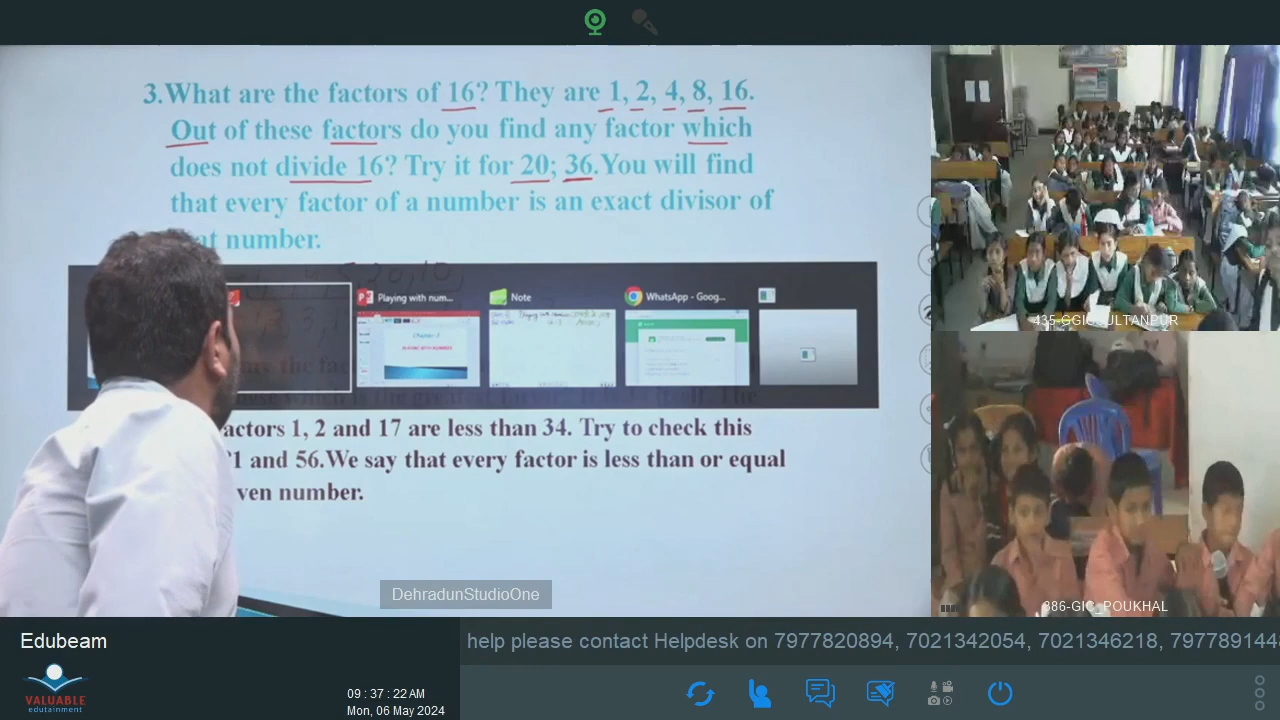 3.What are the factors of 16? They are 1, 2, 4, 8, 16.
Out of these factors do you find any factor which
does not divide 16? Try it for 20; 36.You will find
that every factor of a number is an exact divisor of
at number.
Playing with num...
Note
WhatsApp - Goog...
actors 1, 2 and 17 are less than 34. Try to check this
1 and 56.We say that every factor is less than or equal
ven number.
DehradunStudioOne
435-GGIC SULTANPUR
386-GIC_POUKHAL
Edubeam
help please contact Helpdesk on 7977820894, 7021342054, 7021346218, 797789144
VALUABLE
edutainment
09 : 37 : 22 AM
Mon, 06 May 2024